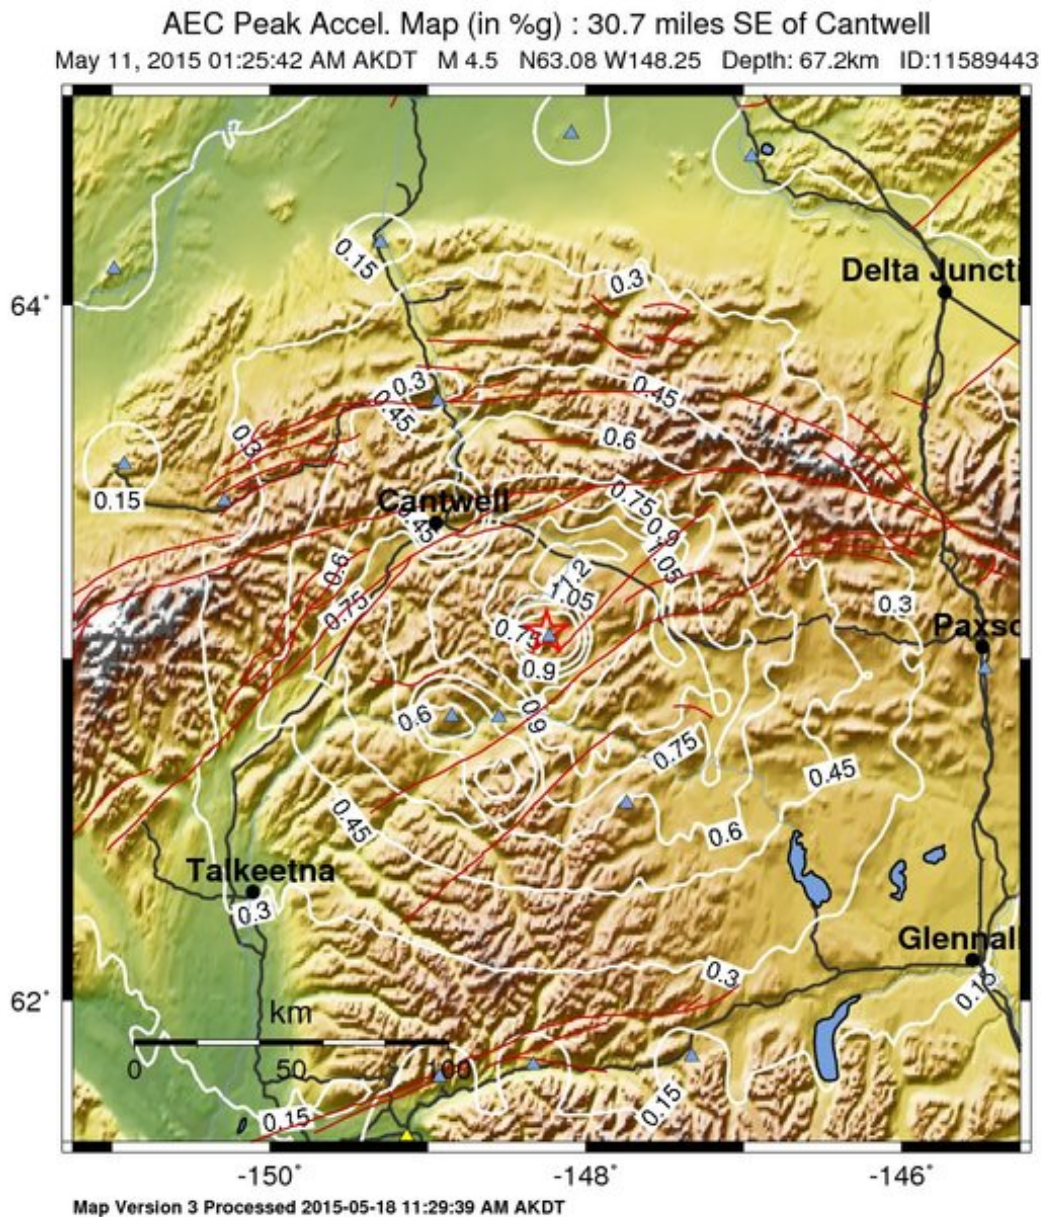 AEC Peak Accel. Map (in %g) : 30.7 miles SE of Cantwell
May 11, 2015 01:25:42 AM AKDT M 4.5 N63.08 W148.25 Depth: 67.2km ID:11589443
0.15
0.3
Delta Juncti
64°
0.3
0.45
0.45
0.3
0.6
0.15
Cantwell
0.75
0.9
0.45
1.05
0.6
1.2
1.05
0.75
0.3
0.75
Paxso
0.9
0.6
0.9
0.75
0.45
0.45
0.6
Talkeetna
0.3
Glennall
0.3
0.15
62°
km
0 50 100
0.15
0.15
-150° -148° -146°
Map Version 3 Processed 2015-05-18 11:29:39 AM AKDT